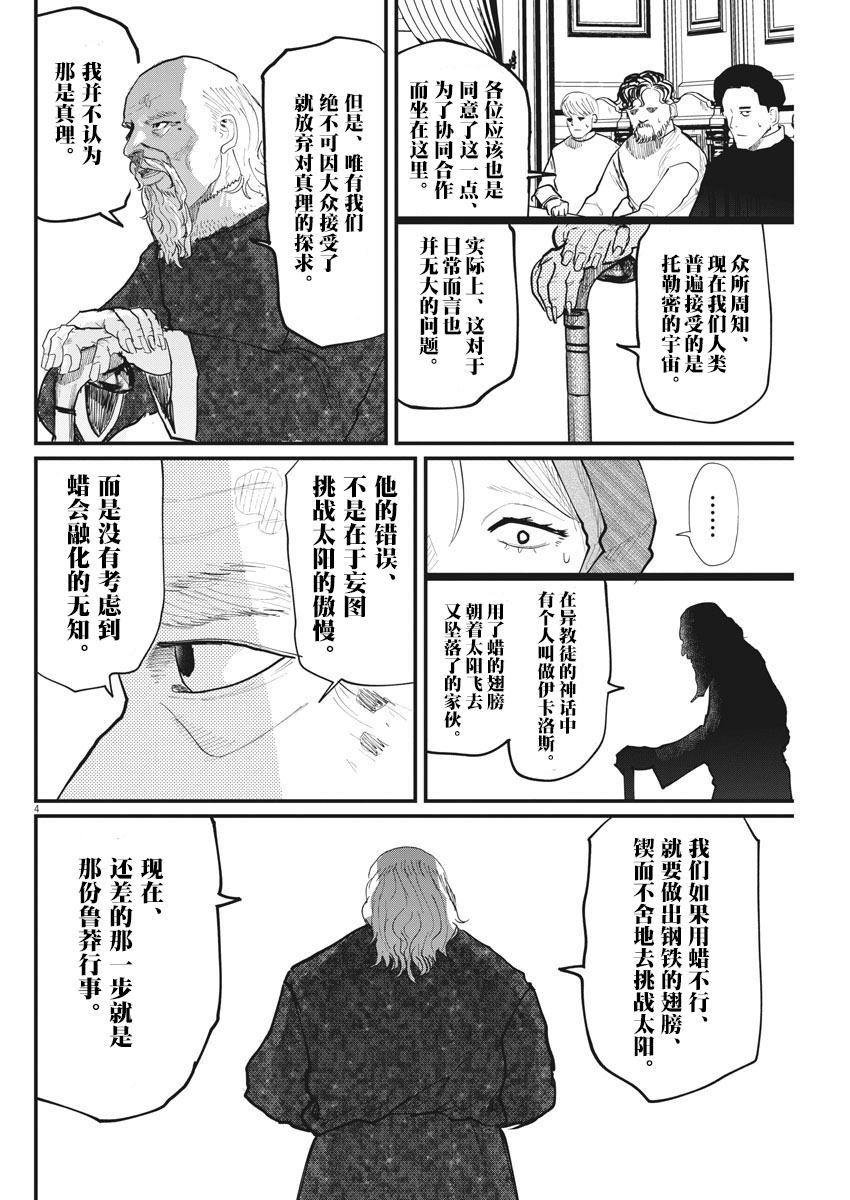 各位应该也是
同意了这一点、
为了协同合作
而坐在这里。
但是、唯有我们
绝不可因大众接受了
就放弃对真理的探求。
我并不认为
那是真理。
众所周知、
现在我们人类
普遍接受的是
托勒密的宇宙。
实际上、这对于
日常而言也
并无大的问题。
……
在异教徒的神话中
有个人叫做伊卡洛斯。
用了蜡的翅膀
朝着太阳飞去
又坠落了的家伙。
他的错误、
不是在于妄图
挑战太阳的傲慢。
而是没有考虑到
蜡会融化的无知。
4
我们如果用蜡不行、
就要做出钢铁的翅膀、
锲而不舍地去挑战太阳。
现在、
还差的那一步就是
那份鲁莽行事。